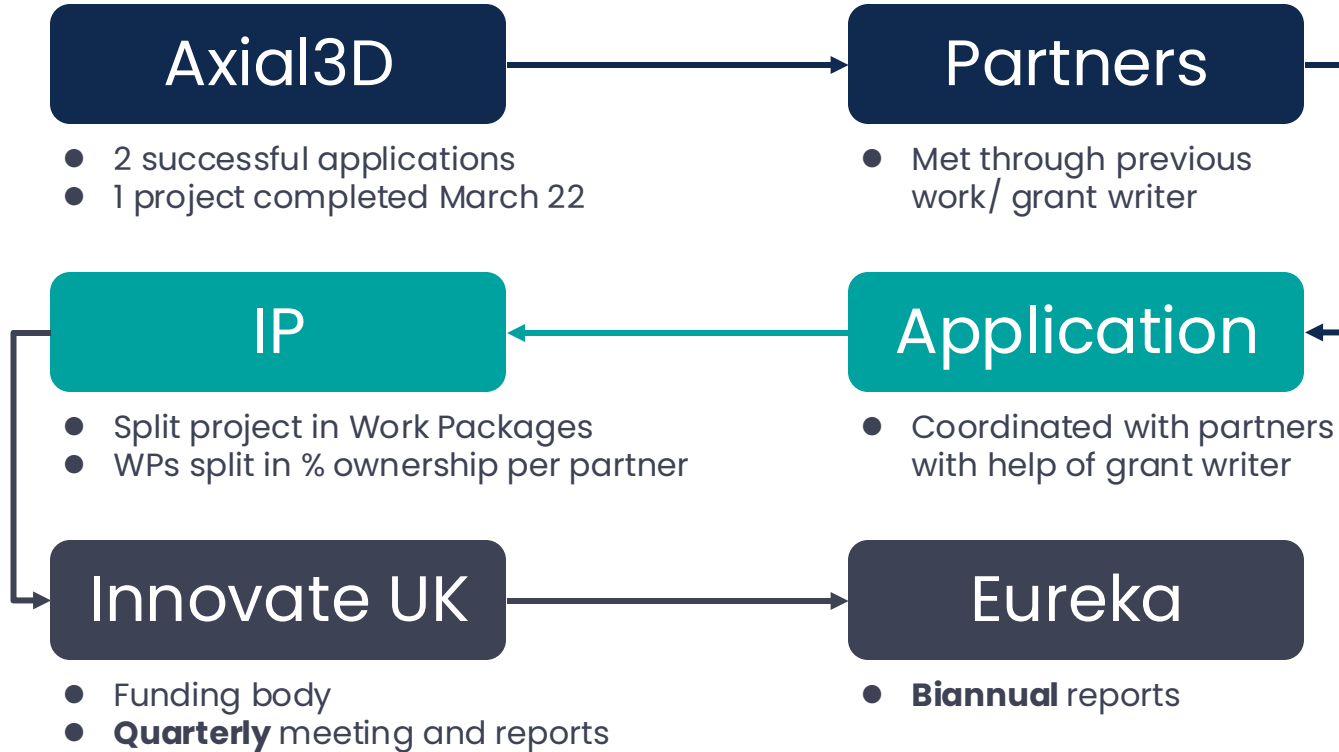 Axial3D
● 2 successful applications
● 1 project completed March 22
Partners
● Met through previous
work/ grant writer
IP
● Split project in Work Packages
● WPs split in % ownership per partner
Application
● Coordinated with partners
with help of grant writer
Innovate UK
● Funding body
● Quarterly meeting and reports
Eureka
● Biannual reports